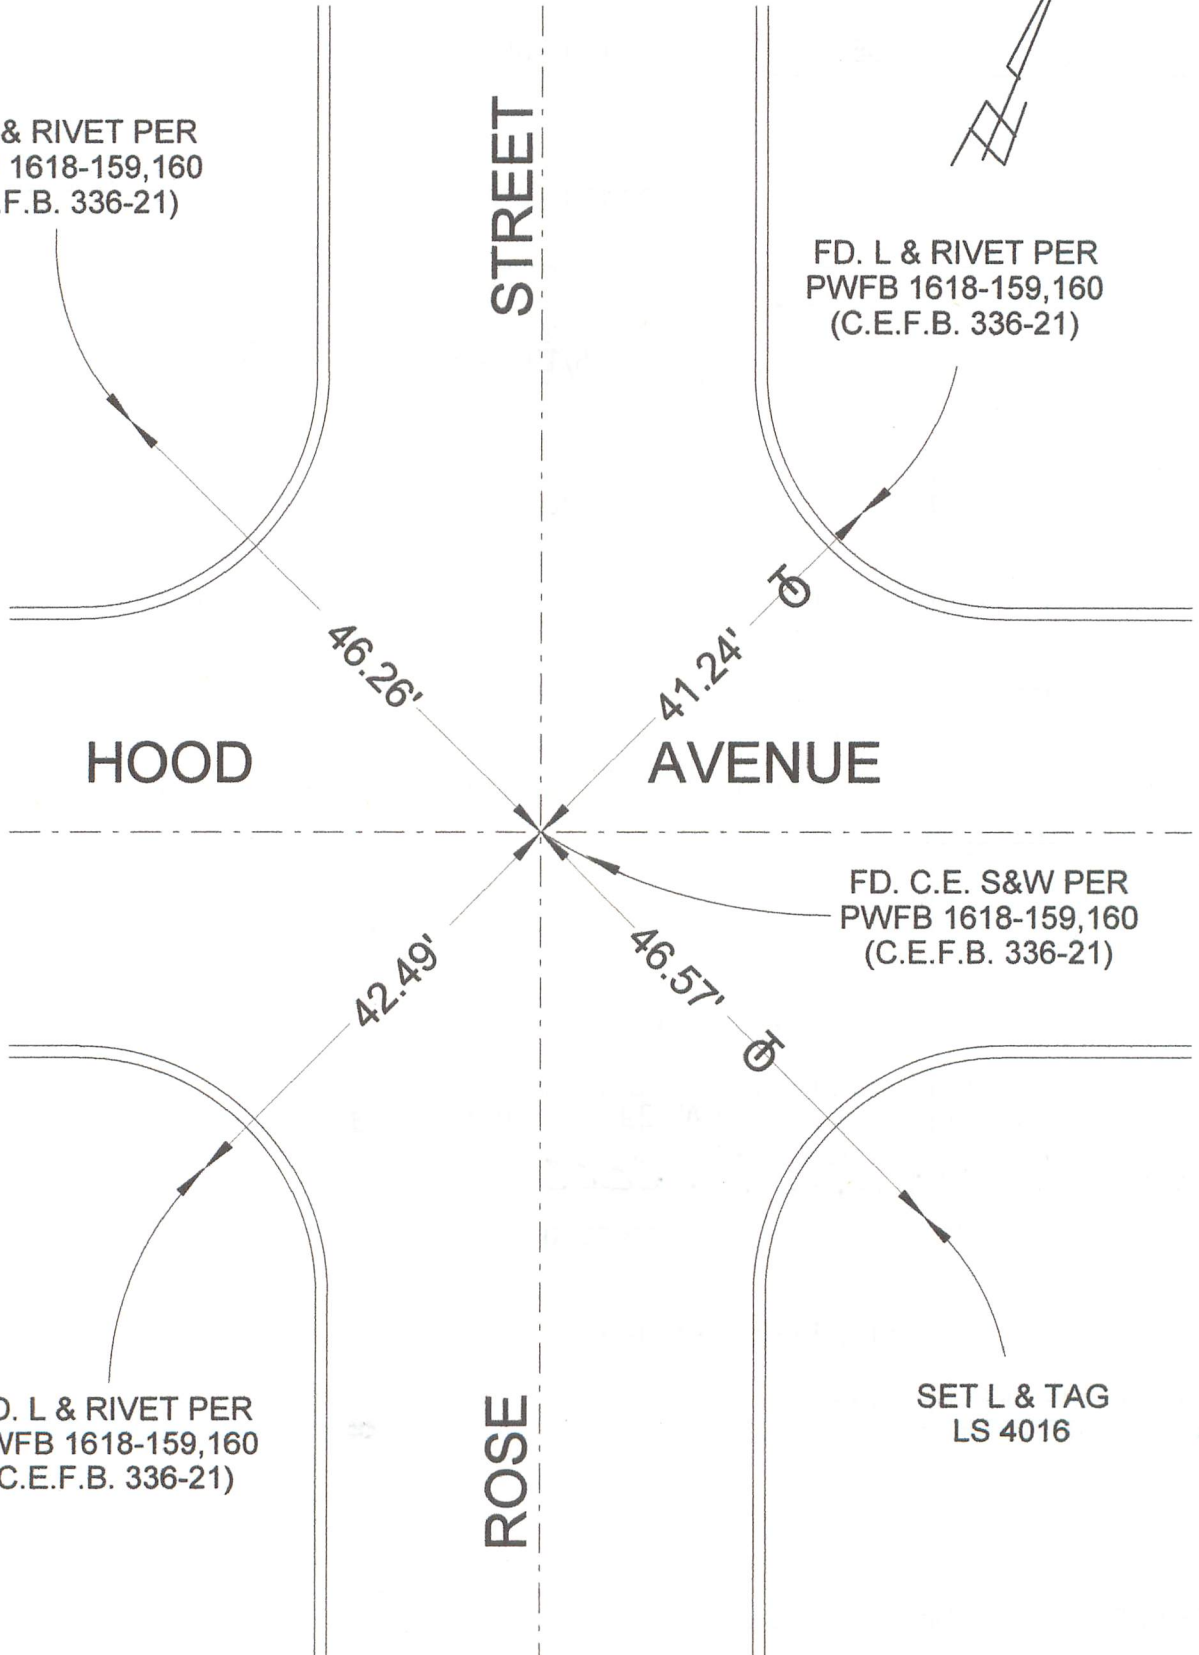 & RIVET PER
1618-159,160
.F.B. 336-21)
STREET
FD. L & RIVET PER
PWFB 1618-159,160
(C.E.F.B. 336-21)
46.26'
41.24'
HOOD
AVENUE
FD. C.E. S&W PER
PWFB 1618-159,160
(C.E.F.B. 336-21)
42.49'
46.57'
D. L & RIVET PER
WFB 1618-159,160
C.E.F.B. 336-21)
ROSE
SET L & TAG
LS 4016